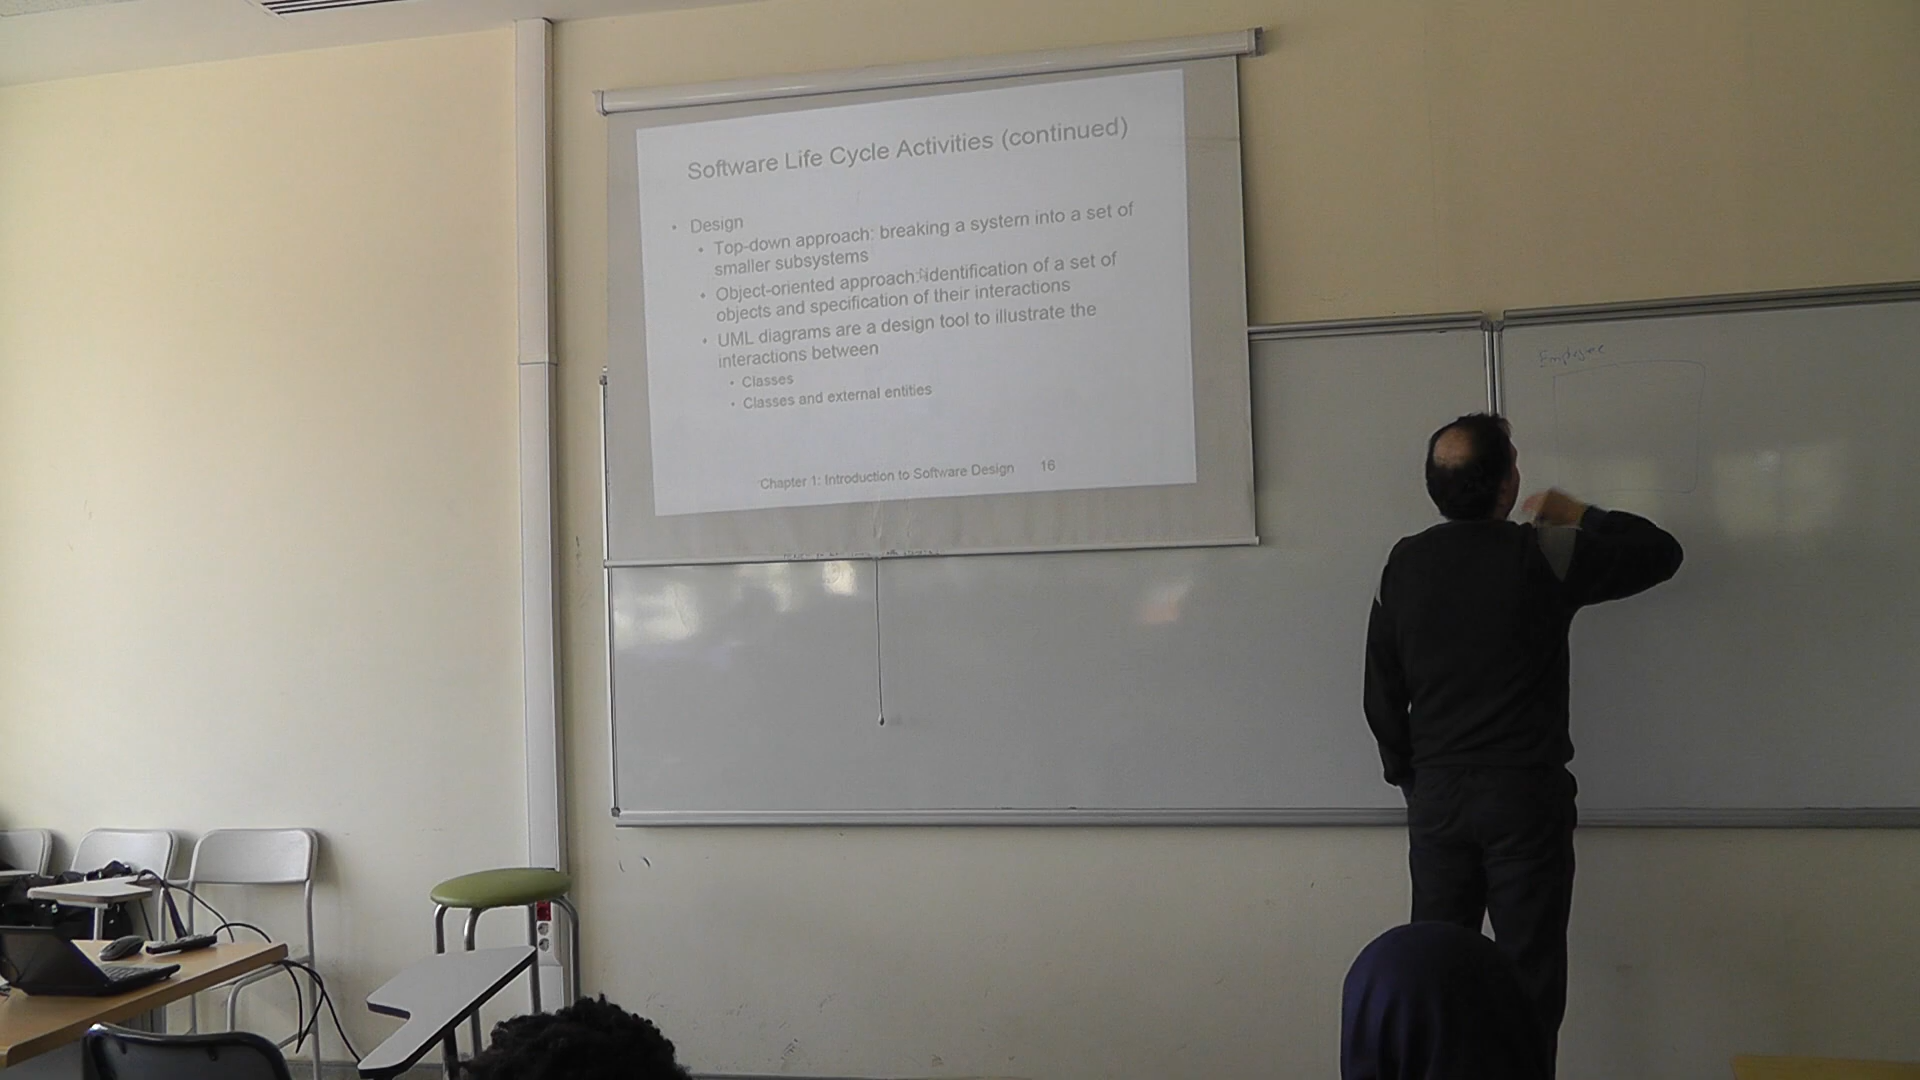 Software Life Cycle Activities (continued)
• Design
• Top-down approach: breaking a system into a set of
smaller subsystems
• Object-oriented approach: identification of a set of
objects and specification of their interactions
• UML diagrams are a design tool to illustrate the
interactions between
• Classes
• Classes and external entities
Chapter 1: Introduction to Software Design 16
Employee